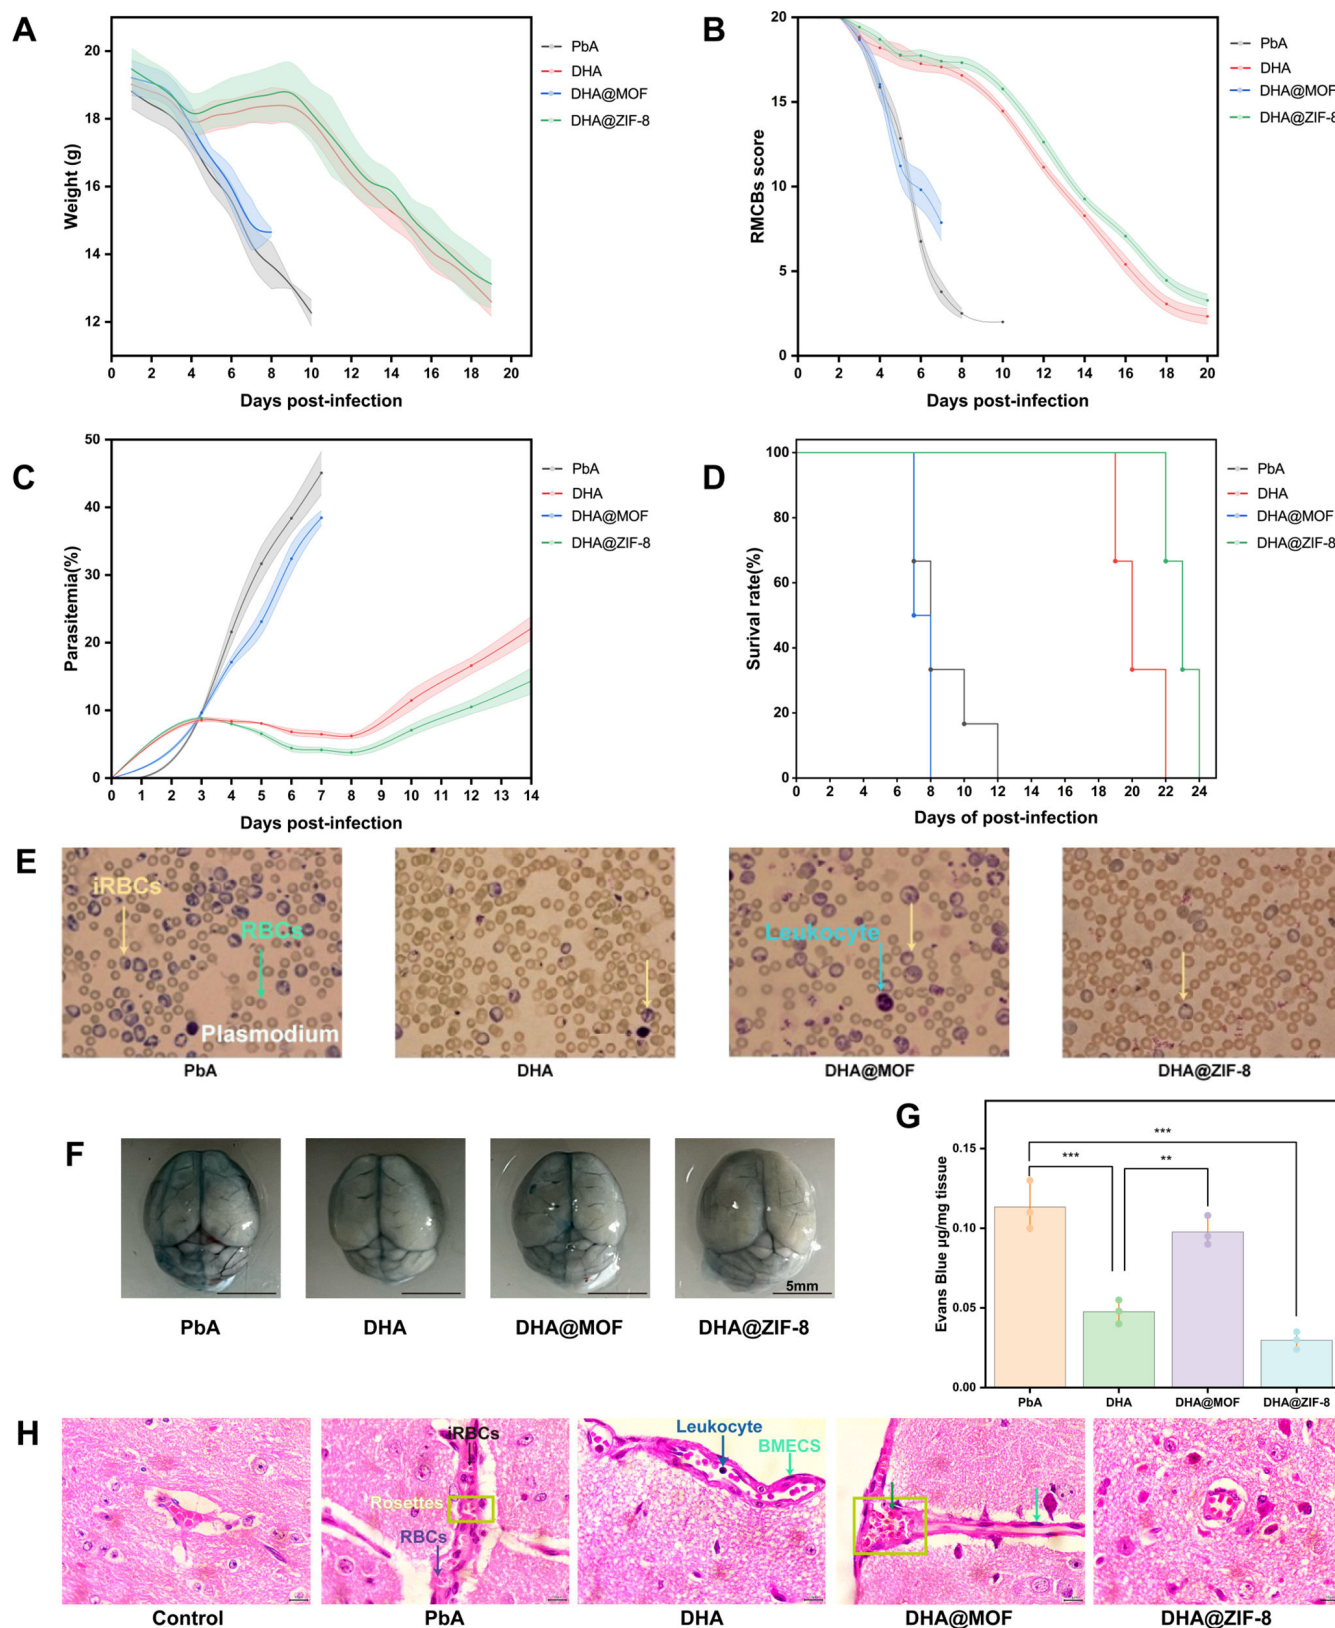 A
20
18
16
14
12
Weight (g)
0 2 4 6 8 10 12 14 16 18 20
Days post-infection
PbA
DHA
DHA@MOF
DHA@ZIF-8
B
20
15
10
5
0
RMCBs score
0 2 4 6 8 10 12 14 16 18 20
Days post-infection
PbA
DHA
DHA@MOF
DHA@ZIF-8
C
50
40
30
20
10
0
Parasitemia(%)
0 1 2 3 4 5 6 7 8 9 10 11 12 13 14
Days post-infection
PbA
DHA
DHA@MOF
DHA@ZIF-8
D
100
80
60
40
20
0
Surival rate(%)
0 2 4 6 8 10 12 14 16 18 20 22 24
Days of post-infection
PbA
DHA
DHA@MOF
DHA@ZIF-8
E
iRBCs
RBCs
Plasmodium
Leukocyte
PbA DHA DHA@MOF DHA@ZIF-8
F
5mm
PbA DHA DHA@MOF DHA@ZIF-8
G
0.15
0.10
0.05
0.00
Evans Blue μg/mg tissue
***
*** **
PbA DHA DHA@MOF DHA@ZIF-8
H
iRBCs
Rosettes
RBCs
Leukocyte
BMECS
Control PbA DHA DHA@MOF DHA@ZIF-8